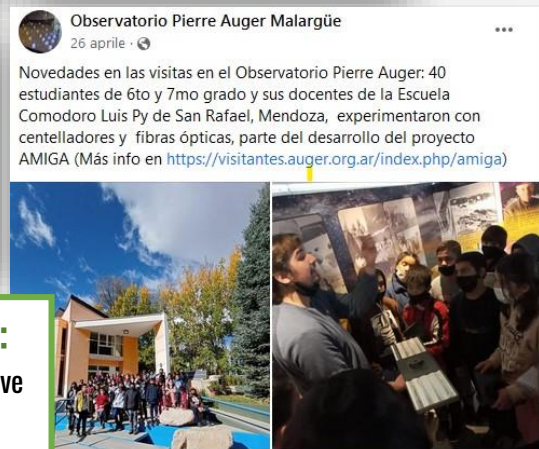 Observatorio Pierre Auger Malargüe
26 aprile ·
Novedades en las visitas en el Observatorio Pierre Auger: 40
estudiantes de 6to y 7mo grado y sus docentes de la Escuela
Comodoro Luis Py de San Rafael, Mendoza, experimentaron con
centelladores y fibras ópticas, parte del desarrollo del proyecto
AMIGA (Más info en https://visitantes.auger.org.ar/index.php/amiga)
:
ve